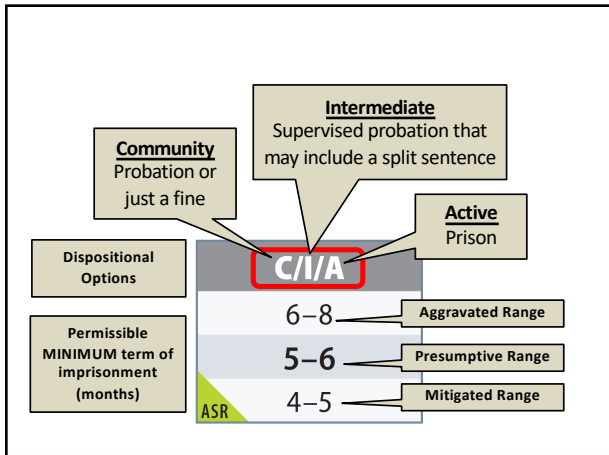 Intermediate
Supervised probation that
may include a split sentence
Community
Probation or
just a fine
Active
Prison
Dispositional
Options
C/I/A
6–8
Aggravated Range
Permissible
MINIMUM term of
imprisonment
(months)
5–6
Presumptive Range
ASR
4–5
Mitigated Range